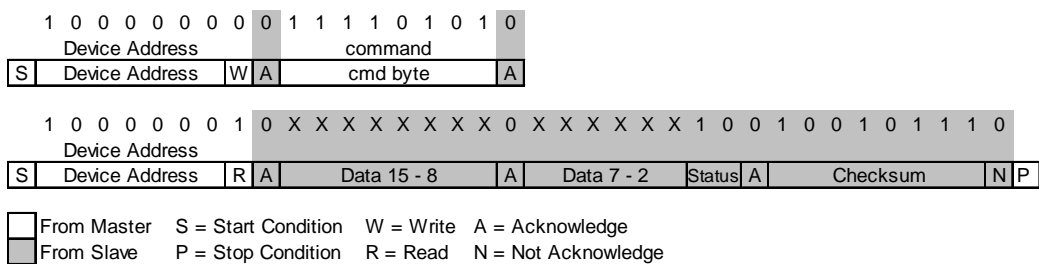 1 0 0 0 0 0 0 0 0 1 1 1 1 0 1 0 1 0
Device Address command
S Device Address W A cmd byte A
1 0 0 0 0 0 0 1 0 X X X X X X X X 0 X X X X X X 1 0 0 1 0 0 1 0 1 1 1 0
Device Address
S Device Address R A Data 15 - 8 A Data 7 - 2 Status A Checksum N P
From Master S = Start Condition W = Write A = Acknowledge
From Slave P = Stop Condition R = Read N = Not Acknowledge